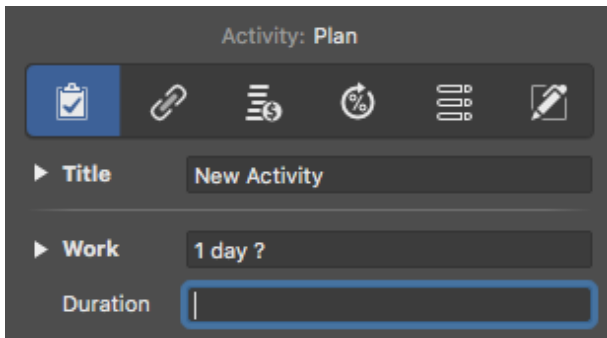 Activity: Plan
Title New Activity
Work 1 day ?
Duration